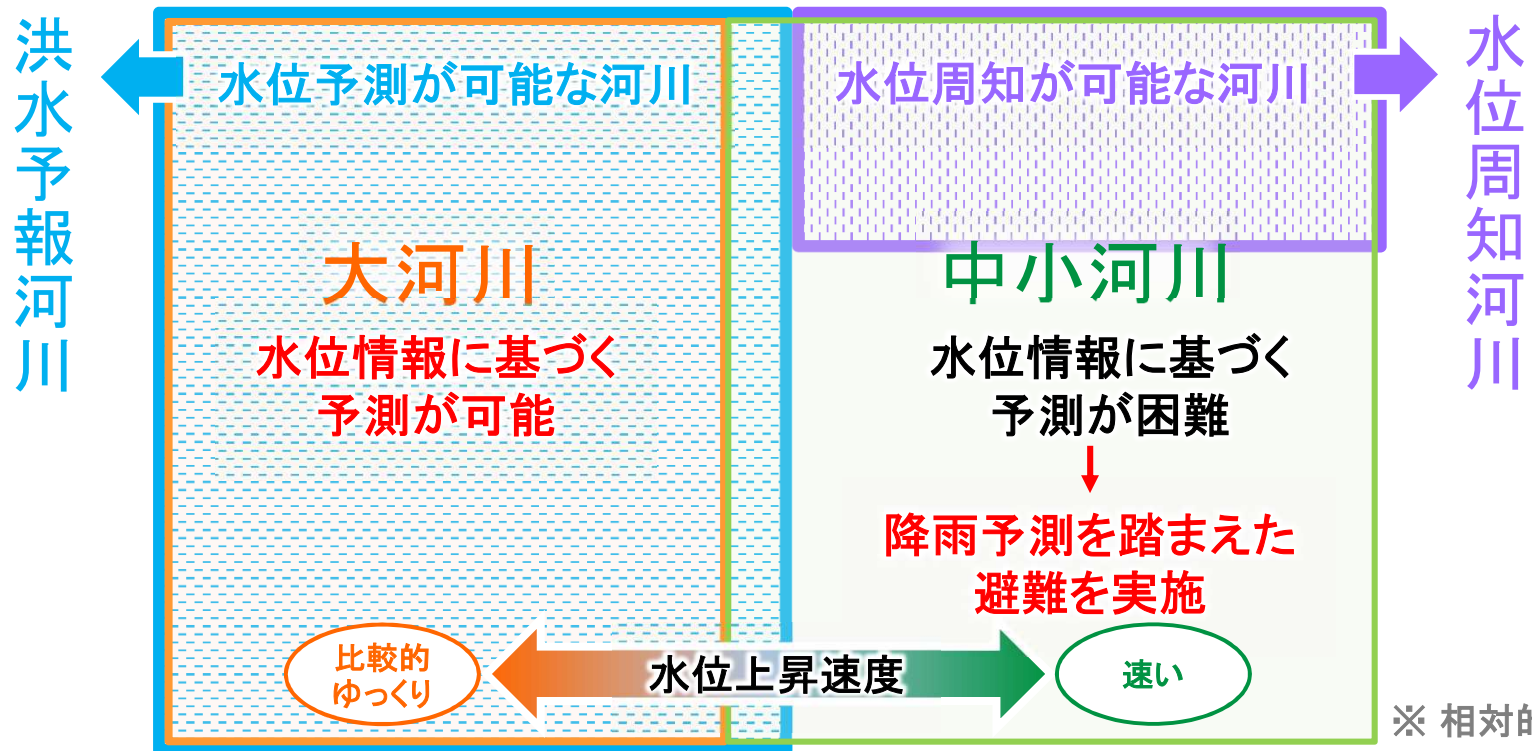 洪水予報河川
水位予測が可能な河川
水位周知が可能な河川
水位周知河川
大河川
水位情報に基づく
予測が可能
中小河川
水位情報に基づく
予測が困難
降雨予測を踏まえた
避難を実施
比較的
ゆっくり
水位上昇速度
速い
※ 相対的